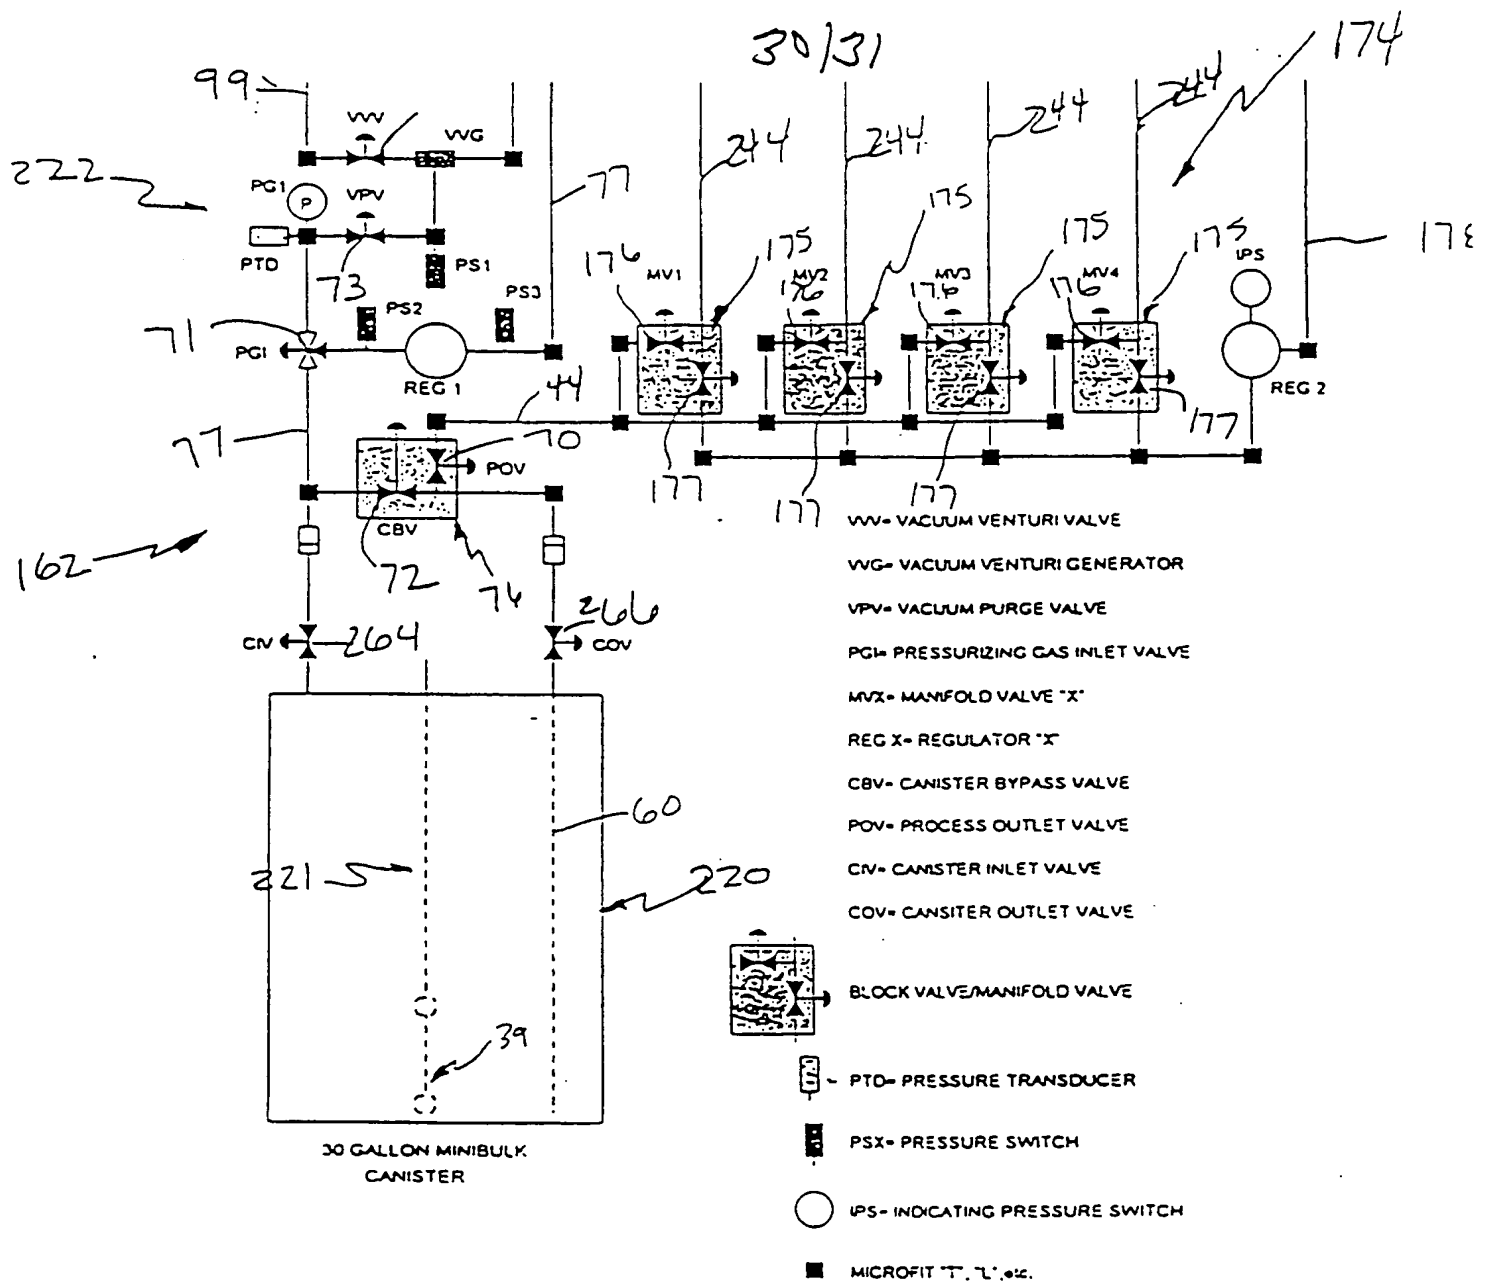 30/31
174
99
VVV
VVG
244
244
244
244
222
PG1
P
VPV
77
175
175
175
175
178
PTD
73
PS1
176
MV1
MV2
176
MV3
176
MV4
176
IPS
PS2
PS3
71
PGI
REG 1
REG 2
44
177
77
70
POV
177
177
177
CBV
162
72
74
CIV
264
266
COV
VVV= VACUUM VENTURI VALVE
VVG= VACUUM VENTURI GENERATOR
VPV= VACUUM PURGE VALVE
PGI= PRESSURIZING GAS INLET VALVE
MVX= MANIFOLD VALVE "X"
REG X= REGULATOR "X"
CBV= CANISTER BYPASS VALVE
POV= PROCESS OUTLET VALVE
CIV= CANISTER INLET VALVE
COV= CANSITER OUTLET VALVE
60
221
220
39
BLOCK VALVE/MANIFOLD VALVE
- PTD= PRESSURE TRANSDUCER
PSX= PRESSURE SWITCH
IPS= INDICATING PRESSURE SWITCH
MICROFIT "T", "L", etc.
30 GALLON MINIBULK
CANISTER